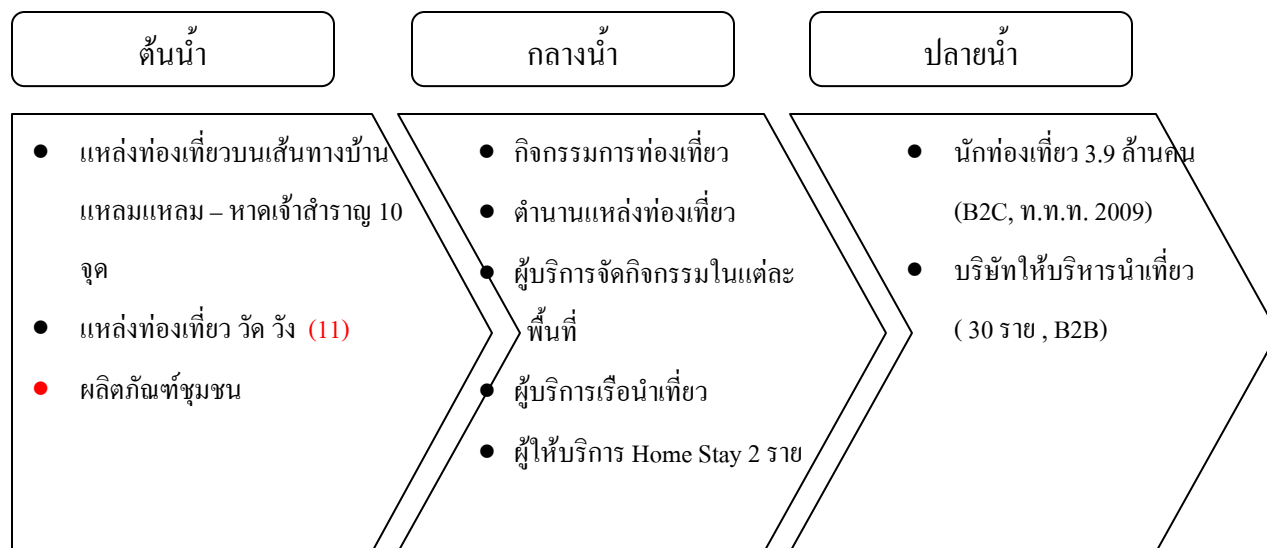 ต้นน้ำ
กลางน้ำ
ปลายน้ำ
● แหล่งท่องเที่ยวบนเส้นทางบ้าน
แหลมแหลม – หาดเจ้าสำราญ 10
จุด
● แหล่งท่องเที่ยว วัด วัง (11)
● ผลิตภัณฑ์ชุมชน
● กิจกรรมการท่องเที่ยว
● ตำนานแหล่งท่องเที่ยว
● ผู้บริการจัดกิจกรรมในแต่ละ
พื้นที่
● ผู้บริการเรือนำเที่ยว
● ผู้ให้บริการ Home Stay 2 ราย
● นักท่องเที่ยว 3.9 ล้านคน
(B2C, ท.ท.ท. 2009)
● บริษัทให้บริหารนำเที่ยว
( 30 ราย , B2B)